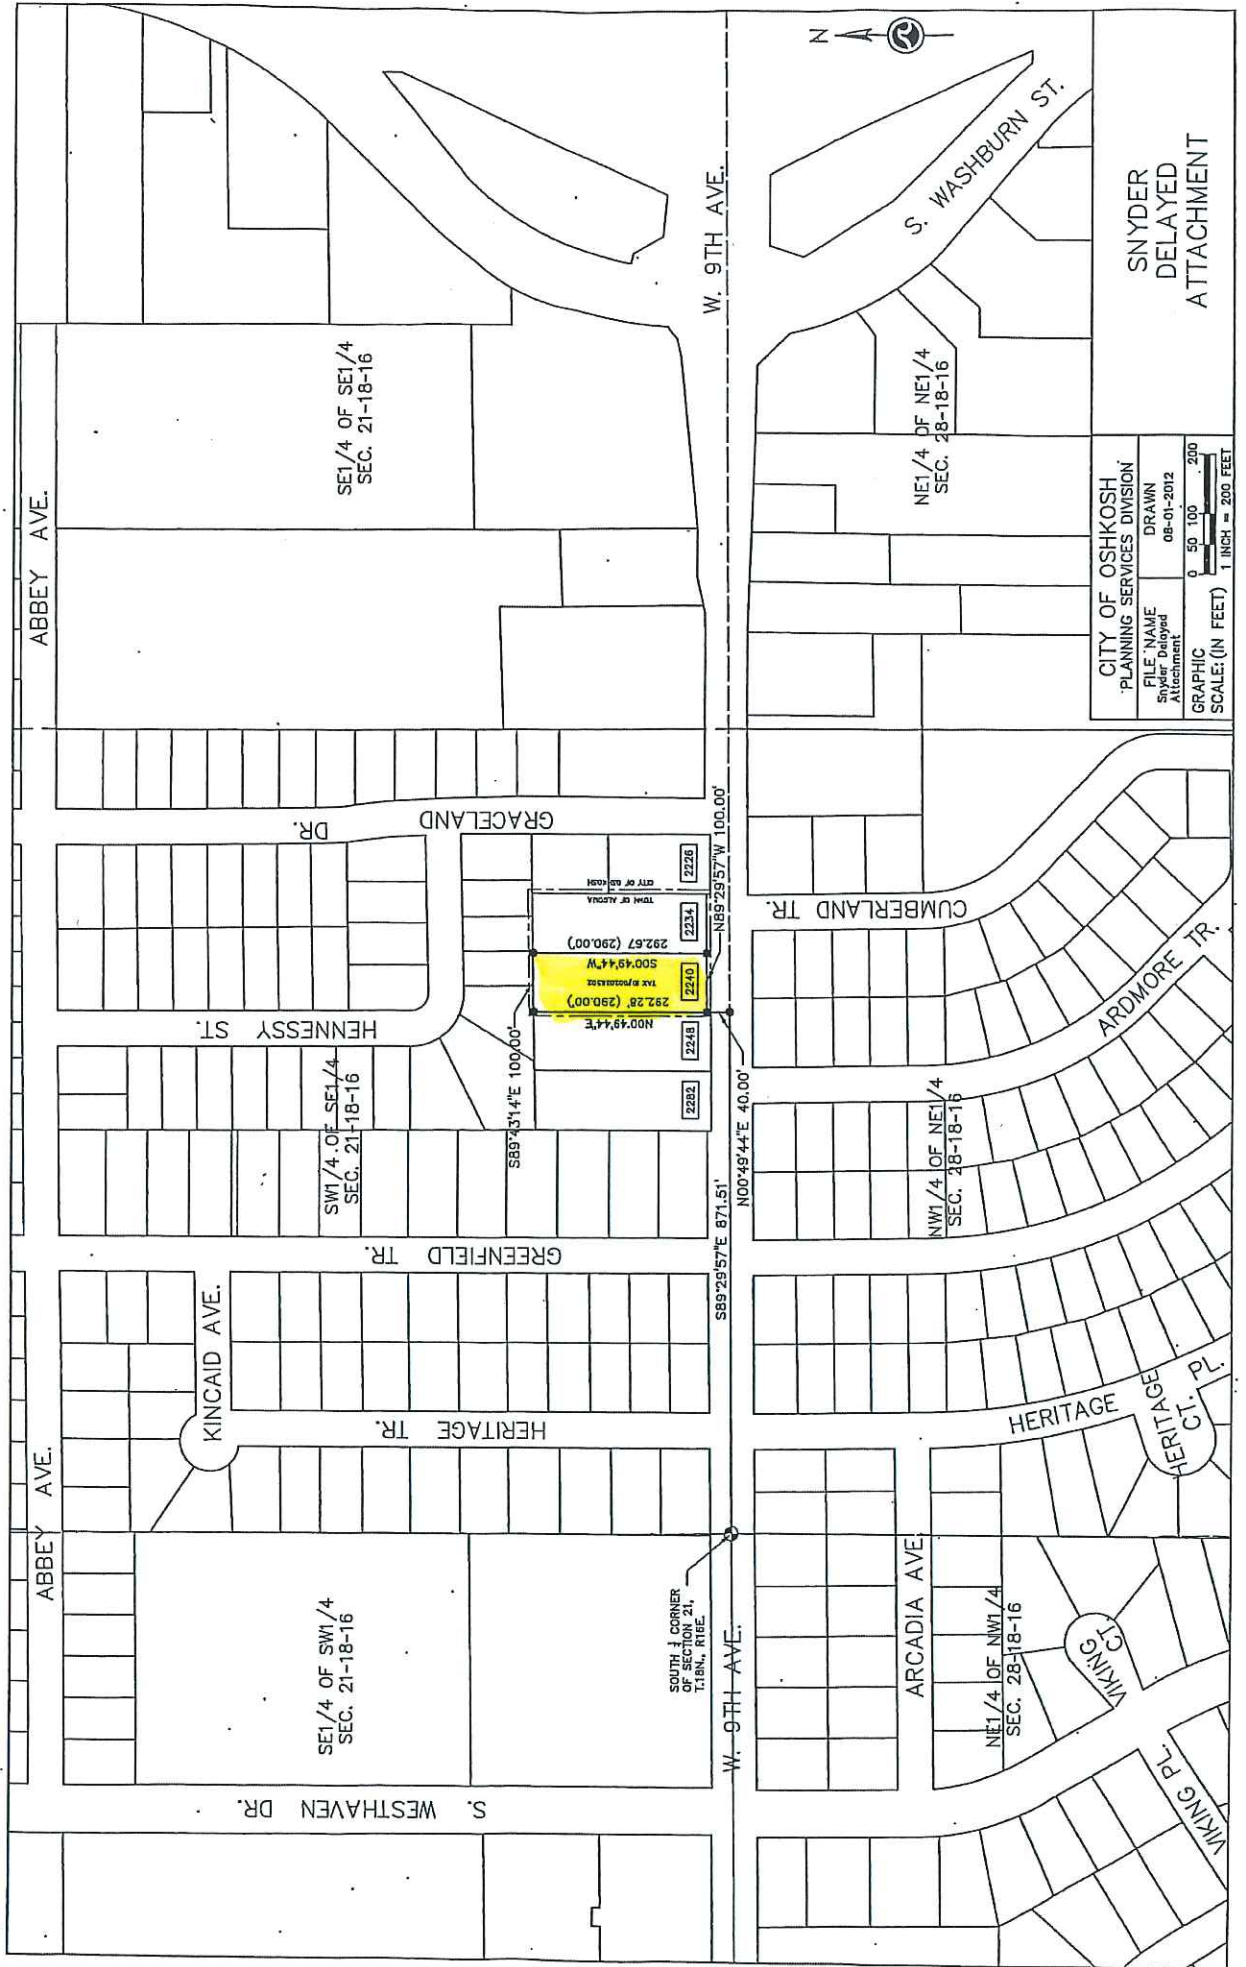 N
ABBEY AVE.
ABBEY AVE.
S. WESTHAVEN DR.
SE1/4 OF SW1/4
SEC. 21-18-16
KINCAID AVE.
HERITAGE TR.
GREENFIELD TR.
SW1/4 OF SE1/4
SEC. 21-18-16
HENNESSY ST.
GRACELAND DR.
SE1/4 OF SE1/4
SEC. 21-18-16
S89°43'14"E 100.00'
N00°49'44"E
292.28' (290.00')
S00°49'44"W
292.67 (290.00')
TOWN OF ALGOMA
CITY OF OSHKOSH
2282
2248
2240
2234
2226
N89°29'57"W 100.00'
S89°29'57"E 871.51'
N00°49'44"E 40.00'
SOUTH ¼ CORNER
OF SECTION 21,
T.18N., R16E.
W. 9TH AVE.
W. 9TH AVE.
ARCADIA AVE.
NE1/4 OF NW1/4
SEC. 28-18-16
VIKING CT.
VIKING PL.
HERITAGE PL.
HERITAGE CT.
NW1/4 OF NE1/4
SEC. 28-18-16
ARDMORE TR.
CUMBERLAND TR.
NE1/4 OF NE1/4
SEC. 28-18-16
S. WASHBURN ST.
CITY OF OSHKOSH
PLANNING SERVICES DIVISION
FILE NAME
Snyder Delayed
Attachment
DRAWN
08-01-2012
GRAPHIC
SCALE:(IN FEET)
0 50 100 200
1 INCH = 200 FEET
SNYDER
DELAYED
ATTACHMENT